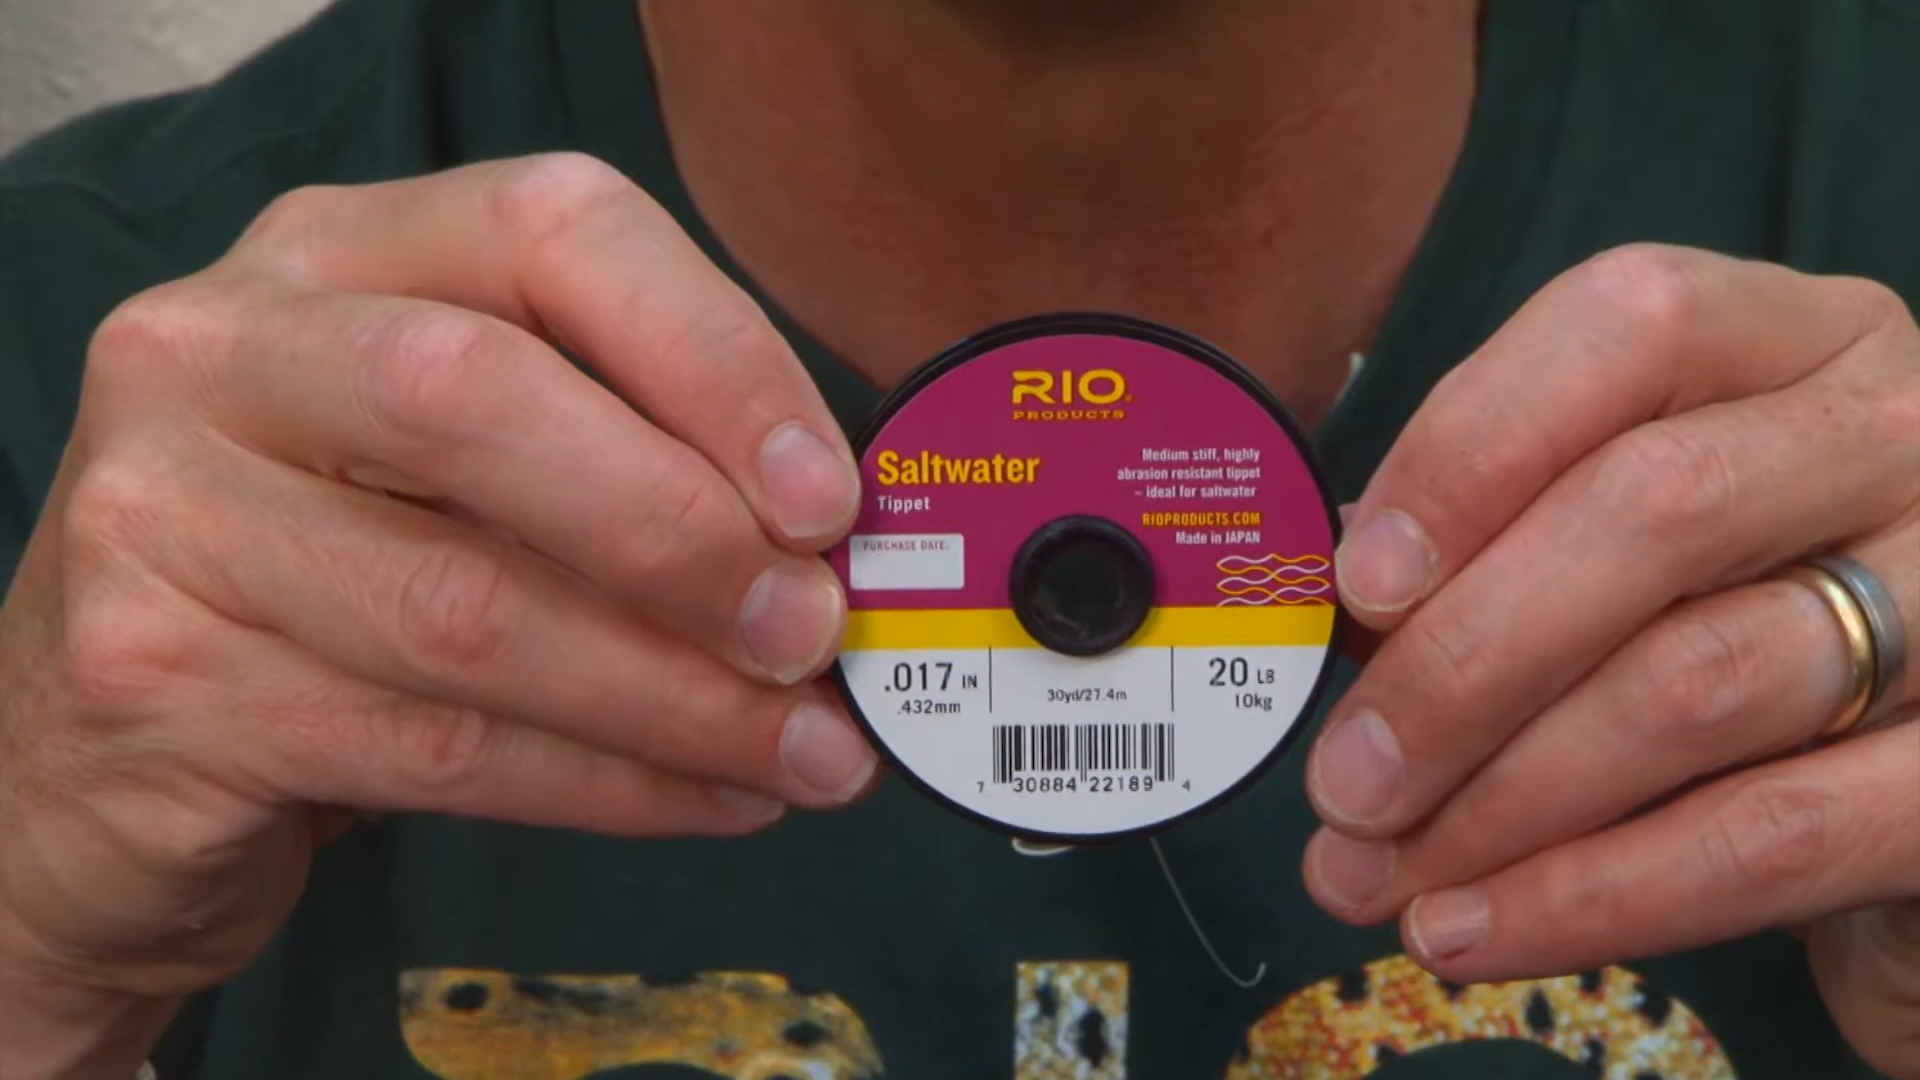 RIO
PRODUCTS
Saltwater
Tippet
PURCHASE DATE:
Medium stiff, highly
abrasion resistant tippet
– ideal for saltwater
RIOPRODUCTS.COM
Made in JAPAN
.017 IN
.432mm
30yd/27.4m
20 LB
10kg
7 30884 22189 4